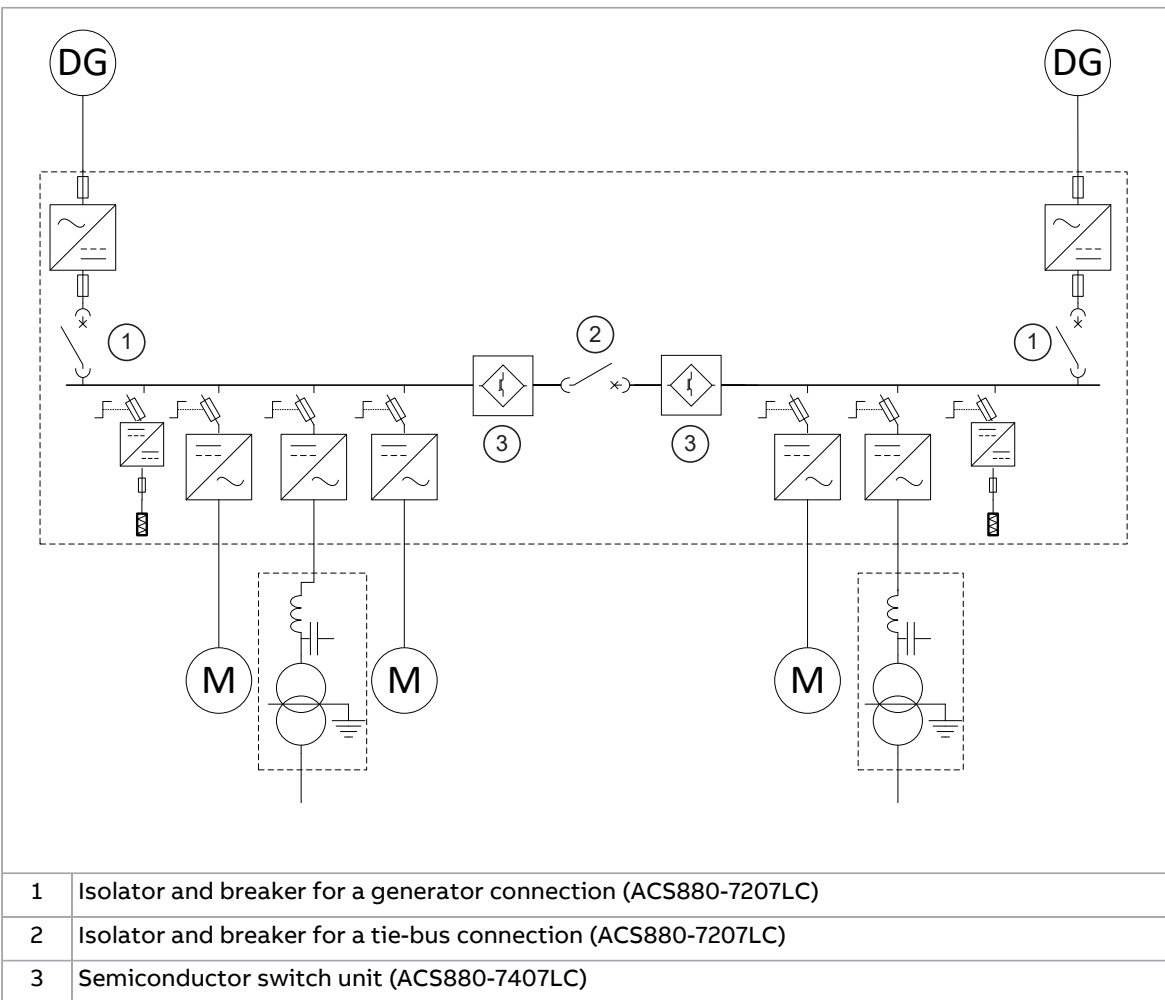 DG DG
1 2 1
3 3
M M M
1 Isolator and breaker for a generator connection (ACS880-7207LC)
2 Isolator and breaker for a tie-bus connection (ACS880-7207LC)
3 Semiconductor switch unit (ACS880-7407LC)